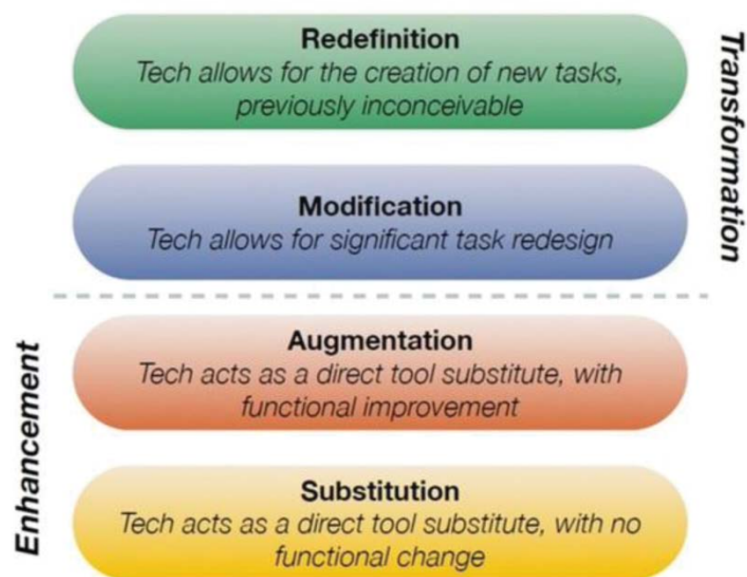 Redefinition
Tech allows for the creation of new tasks,
previously inconceivable
Transformation
Modification
Tech allows for significant task redesign
Augmentation
Tech acts as a direct tool substitute, with
functional improvement
Enhancement
Substitution
Tech acts as a direct tool substitute, with no
functional change